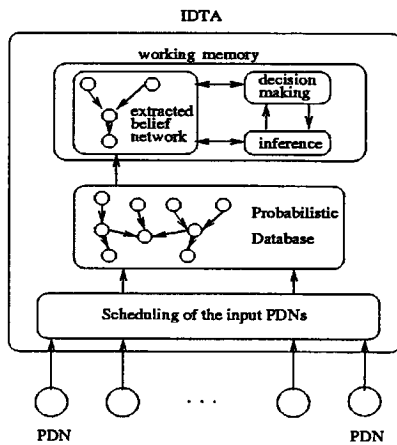 IDTA
working memory
decision
making
extracted
belief
network
inference
Probabilistic
Database
Scheduling of the input PDNs
. . .
PDN
PDN